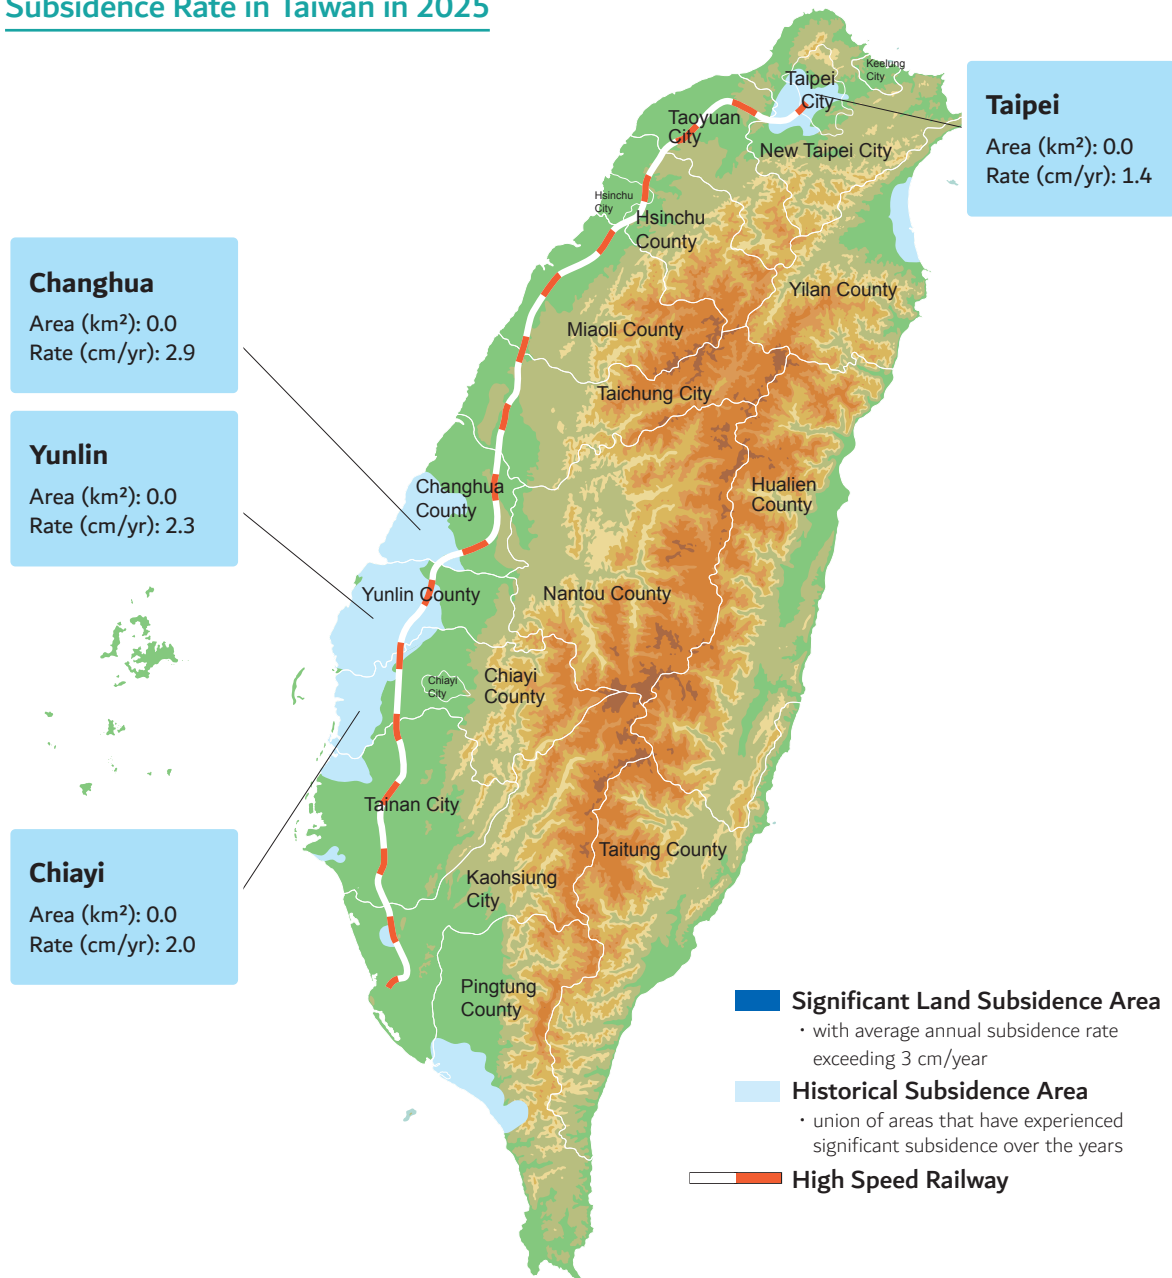 Subsidence Rate in Taiwan in 2025
Keelung
City
Taipei
City
Taipei
Area (km²): 0.0
Rate (cm/yr): 1.4
Taoyuan
City
New Taipei City
Hsinchu
City
Hsinchu
County
Changhua
Area (km²): 0.0
Rate (cm/yr): 2.9
Yilan County
Miaoli County
Taichung City
Yunlin
Area (km²): 0.0
Rate (cm/yr): 2.3
Changhua
County
Hualien
County
Yunlin County
Nantou County
Chiayi
City
Chiayi
County
Tainan City
Chiayi
Area (km²): 0.0
Rate (cm/yr): 2.0
Taitung County
Kaohsiung
City
Pingtung
County
Significant Land Subsidence Area
· with average annual subsidence rate
exceeding 3 cm/year
Historical Subsidence Area
· union of areas that have experienced
significant subsidence over the years
High Speed Railway